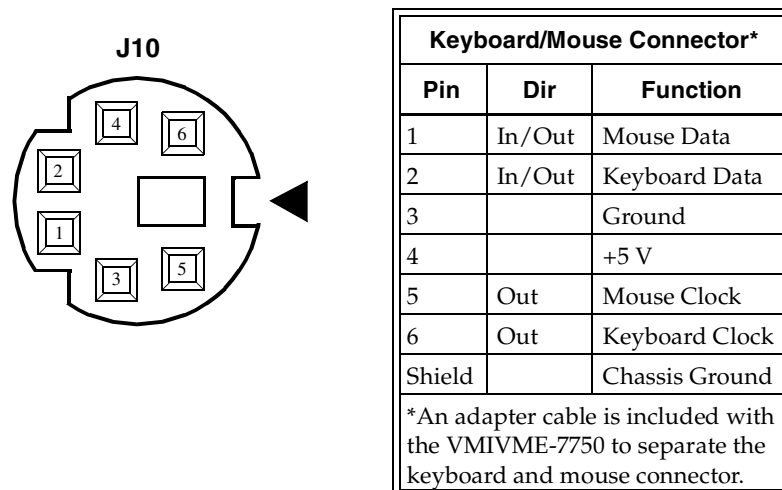 J10
4
6
2
1
3
5
Keyboard/Mouse Connector*
Pin Dir Function
1 In/Out Mouse Data
2 In/Out Keyboard Data
3 Ground
4 +5 V
5 Out Mouse Clock
6 Out Keyboard Clock
Shield Chassis Ground
*An adapter cable is included with
the VMIVME-7750 to separate the
keyboard and mouse connector.